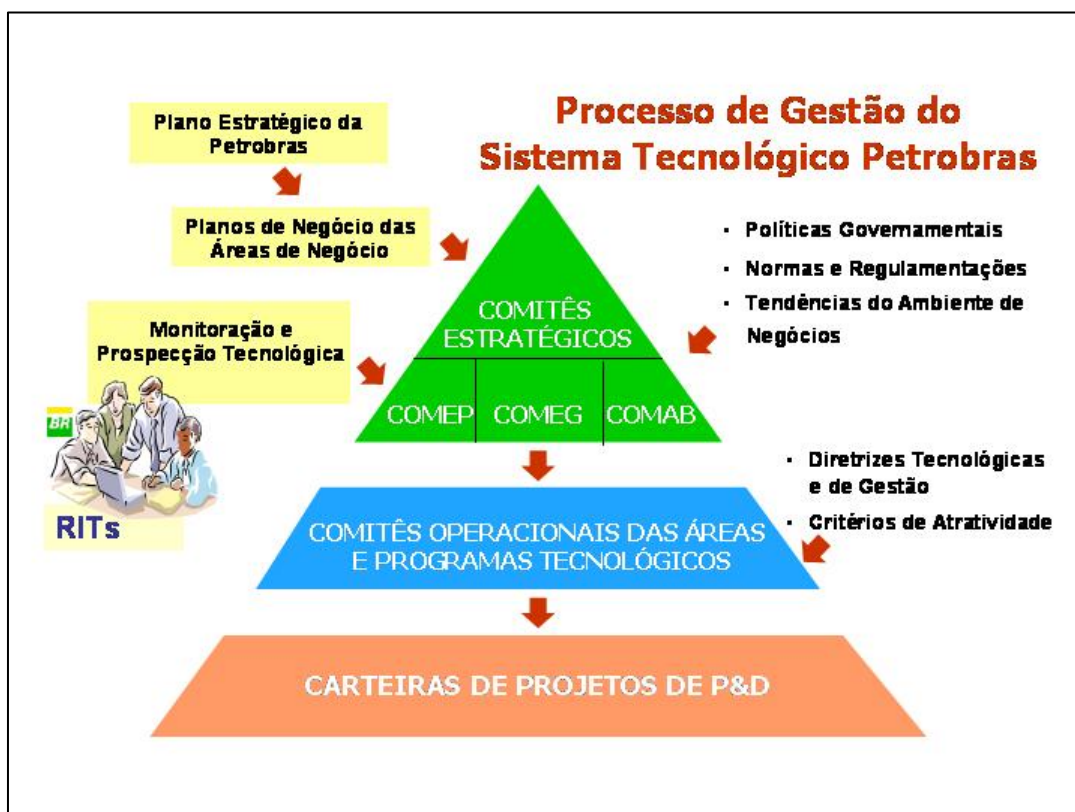 Processo de Gestão do
Sistema Tecnológico Petrobras
Plano Estratégico da
Petrobras
Planos de Negócio das
Áreas de Negócio
Monitoração e
Prospecção Tecnológica
BR
RITs
· Políticas Governamentais
· Normas e Regulamentações
· Tendências do Ambiente de
Negócios
COMITÊS
ESTRATÉGICOS
COMEP COMEG COMAB
· Diretrizes Tecnológicas
e de Gestão
· Critérios de Atratividade
COMITÊS OPERACIONAIS DAS ÁREAS
E PROGRAMAS TECNOLÓGICOS
CARTEIRAS DE PROJETOS DE P&D